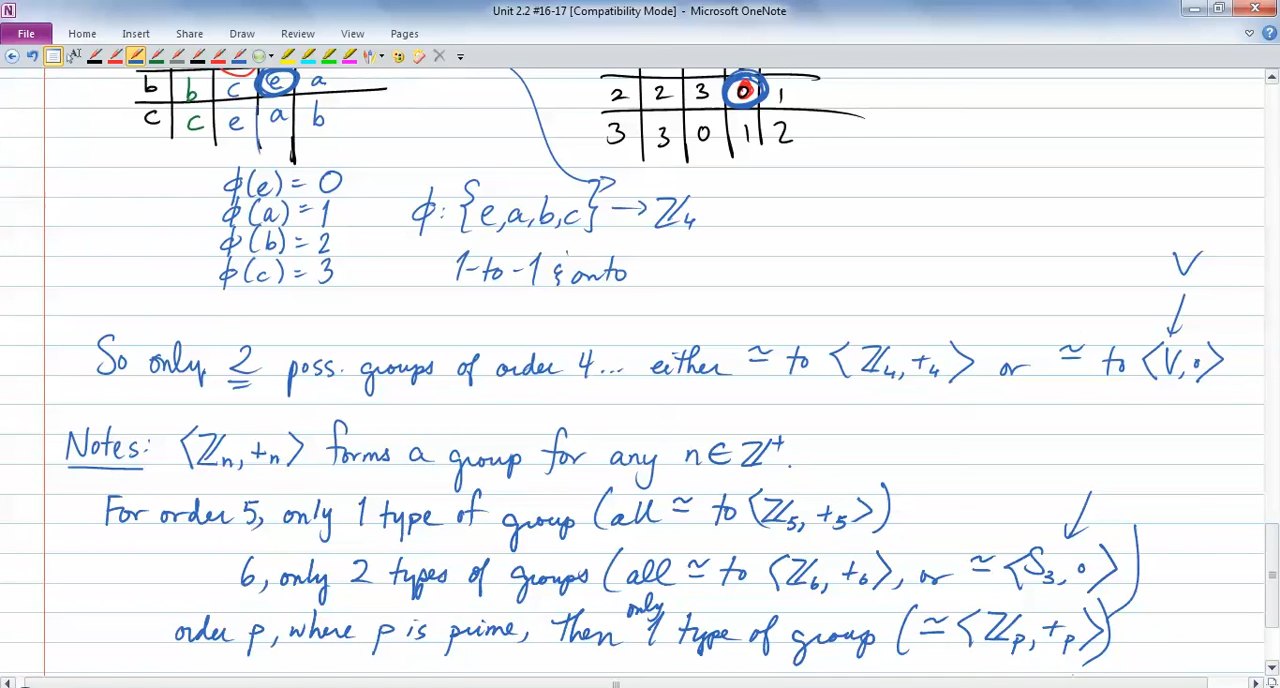 Unit 2.2 #16-17 [Compatibility Mode] - Microsoft OneNote
File Home Insert Share Draw Review View Pages
b b c e a
c c e a b
2 2 3 0 1
3 3 0 1 2
ϕ(e) = 0
ϕ(a) = 1
ϕ(b) = 2
ϕ(c) = 3
ϕ: {e,a,b,c} → ℤ₄
1-to-1 & onto
V
So only 2 poss. groups of order 4... either ≃ to ⟨ℤ₄, +₄⟩ or ≃ to ⟨V, ∘⟩
Notes: ⟨ℤₙ, +ₙ⟩ forms a group for any n ∈ ℤ⁺.
For order 5, only 1 type of group (all ≃ to ⟨ℤ₅, +₅⟩)
6, only 2 types of groups (all ≃ to ⟨ℤ₆, +₆⟩, or ≃ ⟨S₃, ∘⟩
order p, where p is prime, then only 1 type of group (≃ ⟨ℤₚ, +ₚ⟩)